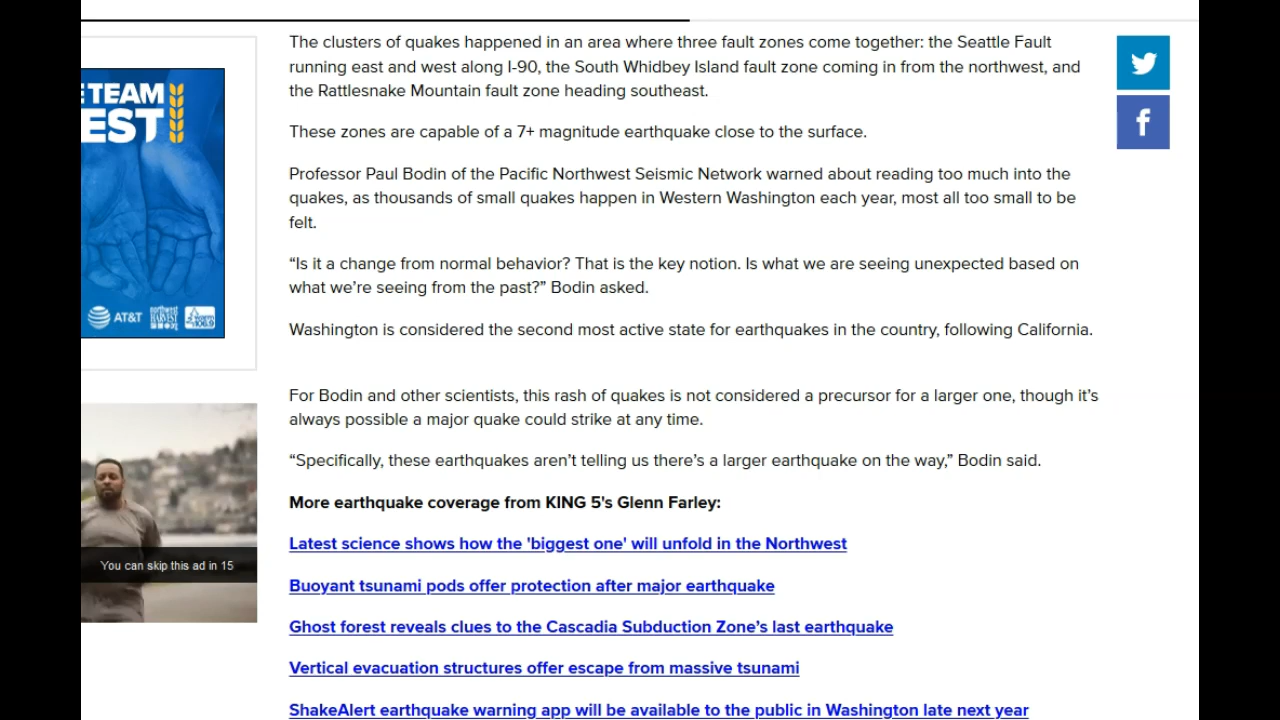 The clusters of quakes happened in an area where three fault zones come together: the Seattle Fault
running east and west along I-90, the South Whidbey Island fault zone coming in from the northwest, and
the Rattlesnake Mountain fault zone heading southeast.
These zones are capable of a 7+ magnitude earthquake close to the surface.
Professor Paul Bodin of the Pacific Northwest Seismic Network warned about reading too much into the
quakes, as thousands of small quakes happen in Western Washington each year, most all too small to be
felt.
“Is it a change from normal behavior? That is the key notion. Is what we are seeing unexpected based on
what we’re seeing from the past?” Bodin asked.
Washington is considered the second most active state for earthquakes in the country, following California.
For Bodin and other scientists, this rash of quakes is not considered a precursor for a larger one, though it’s
always possible a major quake could strike at any time.
“Specifically, these earthquakes aren’t telling us there’s a larger earthquake on the way,” Bodin said.
More earthquake coverage from KING 5's Glenn Farley:
Latest science shows how the 'biggest one' will unfold in the Northwest
Buoyant tsunami pods offer protection after major earthquake
Ghost forest reveals clues to the Cascadia Subduction Zone’s last earthquake
Vertical evacuation structures offer escape from massive tsunami
ShakeAlert earthquake warning app will be available to the public in Washington late next year
TEAM
EST
AT&T
northwest
HARVEST
You can skip this ad in 15